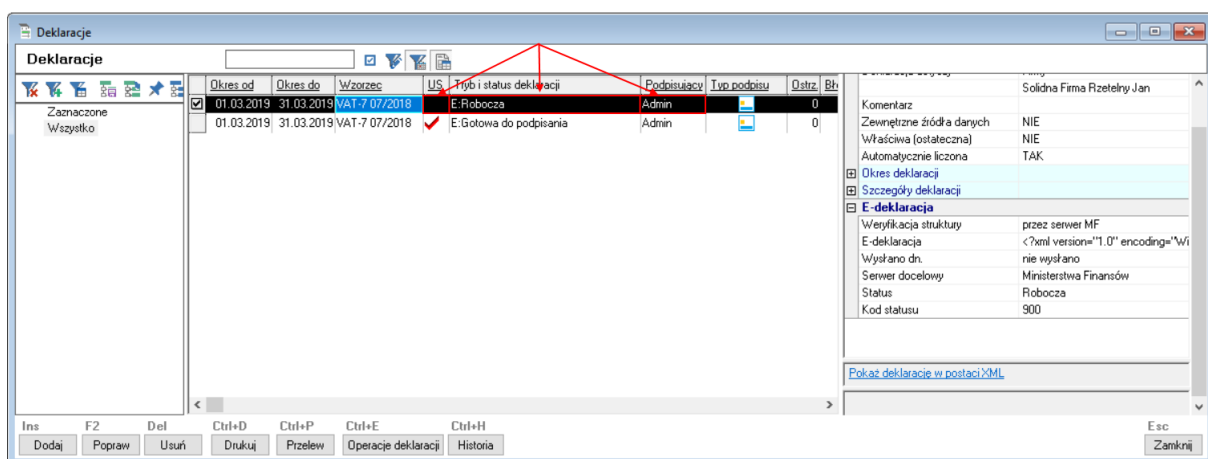 Deklaracje
Deklaracje
Zaznaczone
Wszystko
Okres od Okres do Wzorzec US Tryb i status deklaracji Podpisujący Typ podpisu Ostrz.
01.03.2019 31.03.2019 VAT-7 07/2018 E:Robocza Admin 0
01.03.2019 31.03.2019 VAT-7 07/2018 E:Gotowa do podpisania Admin 0
Solidna Firma Rzetelny Jan
Komentarz
Zewnętrzne źródła danych NIE
Właściwa (ostateczna) NIE
Automatycznie liczona TAK
Okres deklaracji
Szczegóły deklaracji
E-deklaracja
Weryfikacja struktury przez serwer MF
E-deklaracja <?xml version="1.0" encoding="Wi
Wysłano dn. nie wysłano
Serwer docelowy Ministerstwa Finansów
Status Robocza
Kod statusu 900
Pokaż deklarację w postaci XML
Ins F2 Del Ctrl+D Ctrl+P Ctrl+E Ctrl+H Esc
Dodaj Popraw Usuń Drukuj Przelew Operacje deklaracji Historia Zamknij